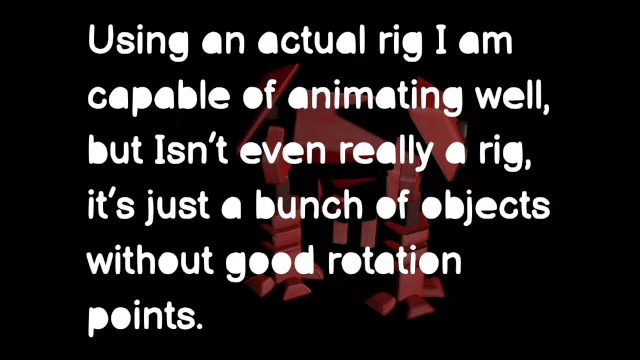 Using an actual rig I am
capable of animating well,
but Isn't even really a rig,
it's just a bunch of objects
without good rotation
points.